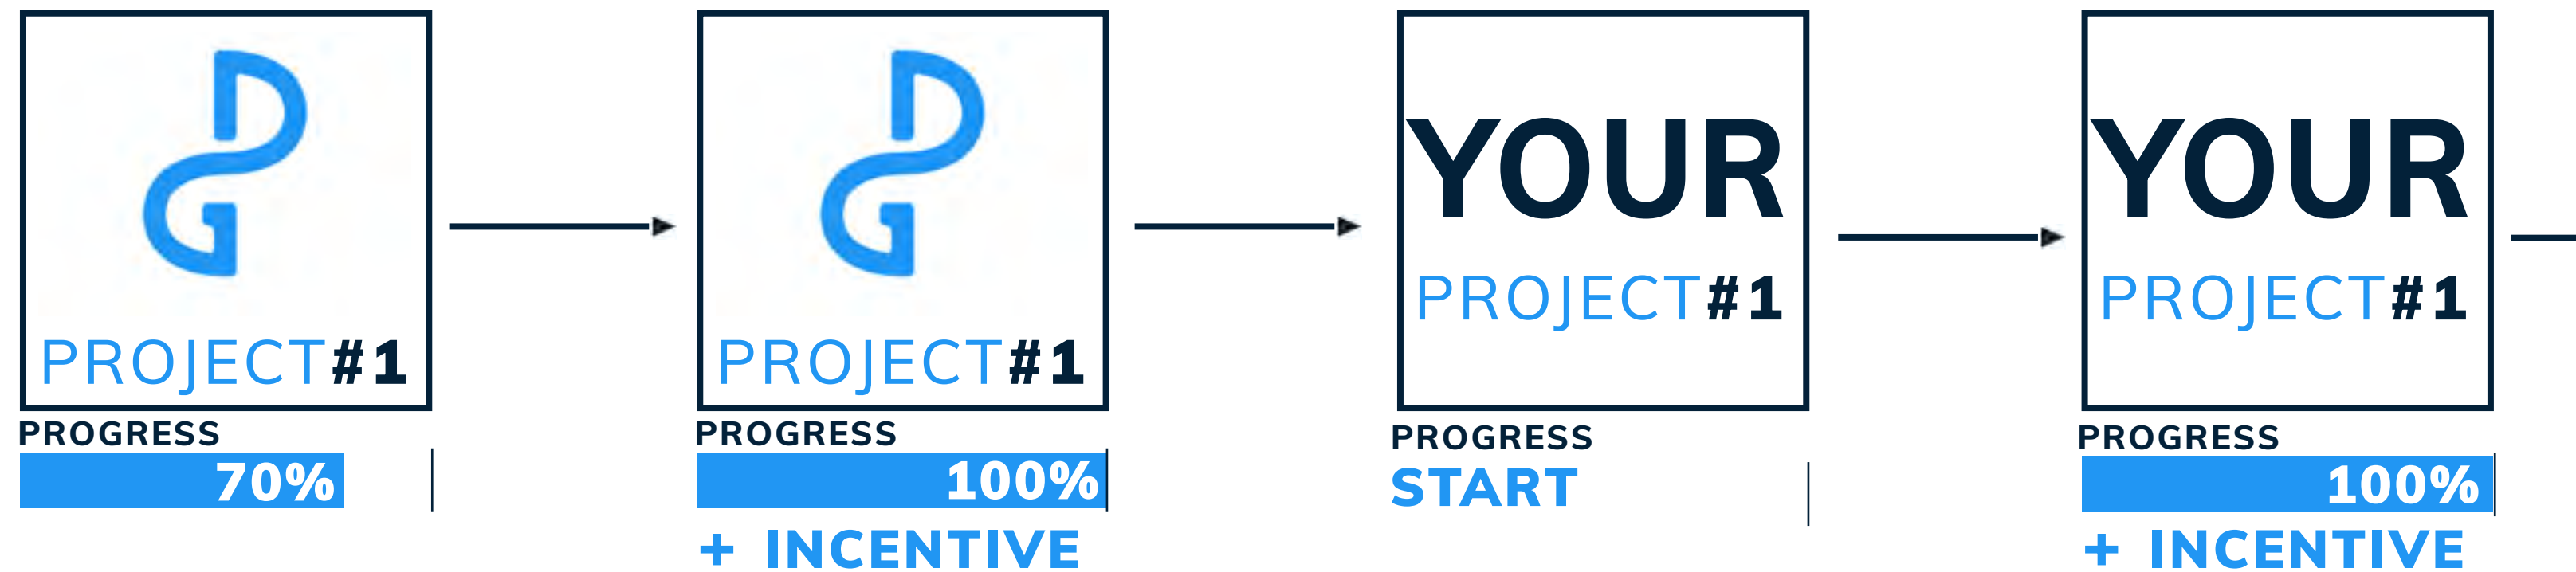 PROJECT#1
PROGRESS
70%
PROJECT#1
PROGRESS
100%
+ INCENTIVE
YOUR
PROJECT#1
PROGRESS
START
YOUR
PROJECT#1
PROGRESS
100%
+ INCENTIVE